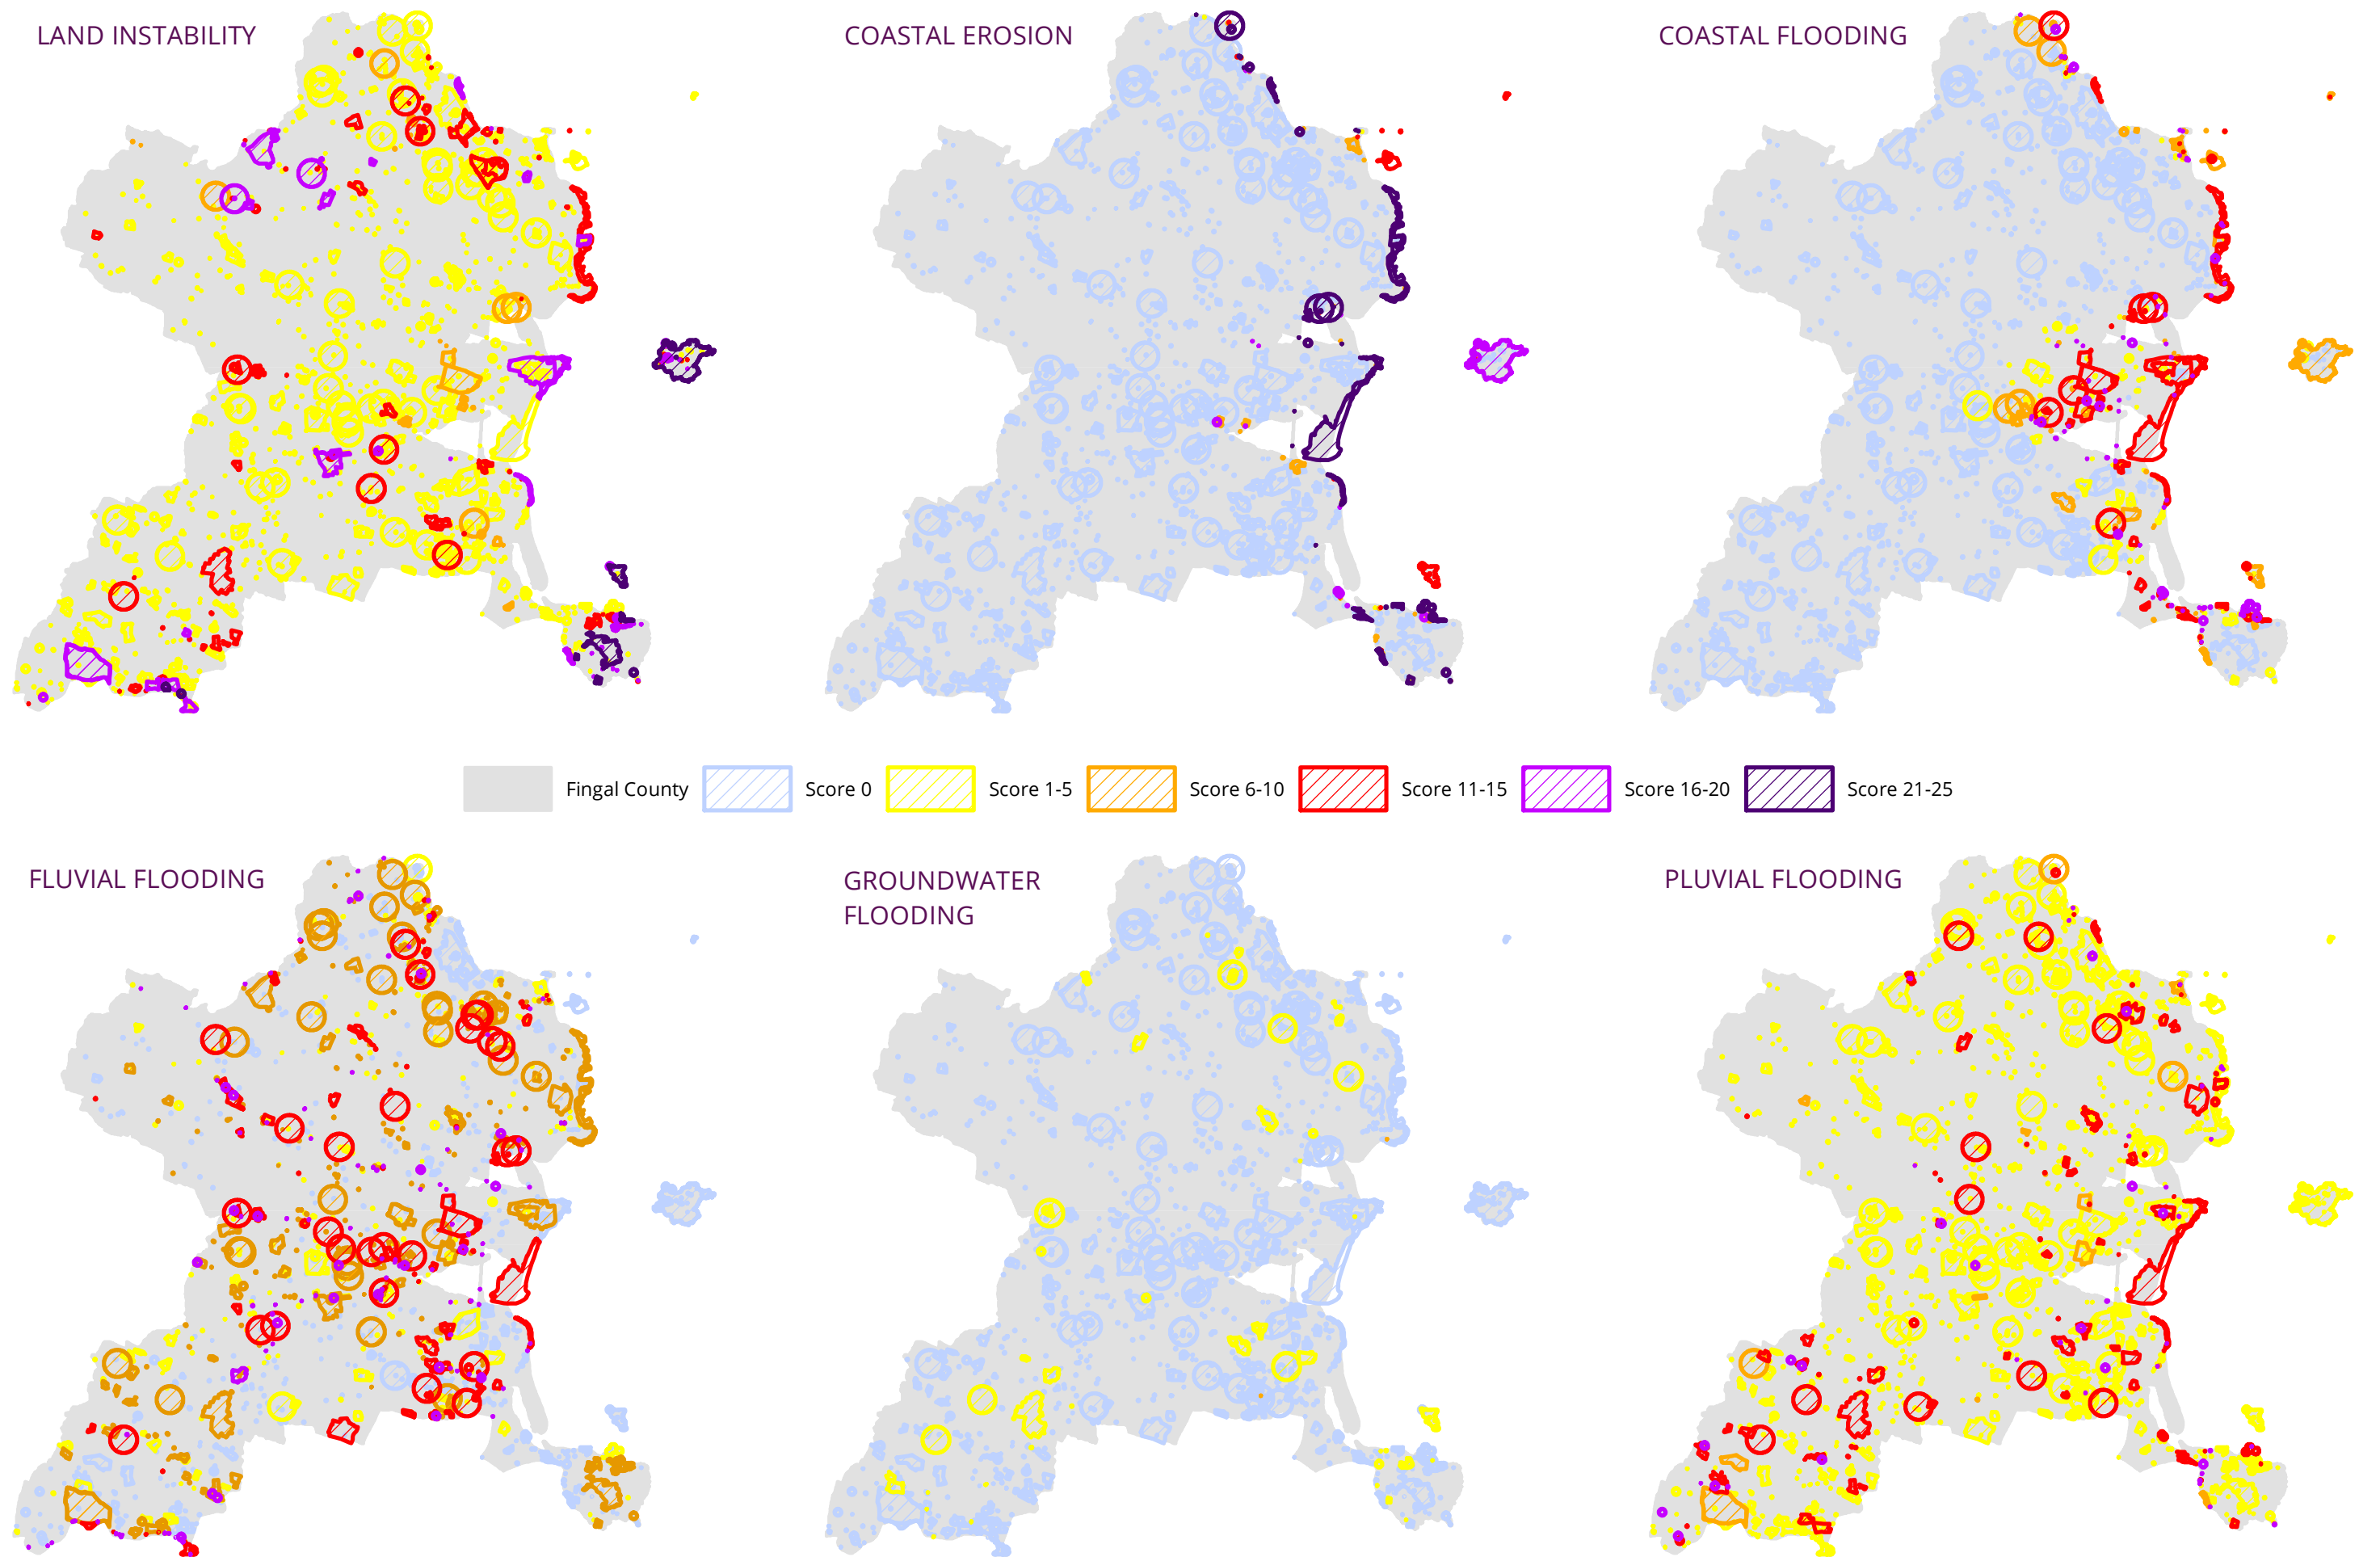 LAND INSTABILITY
COASTAL EROSION
COASTAL FLOODING
Fingal County
Score 0
Score 1-5
Score 6-10
Score 11-15
Score 16-20
Score 21-25
FLUVIAL FLOODING
GROUNDWATER
FLOODING
PLUVIAL FLOODING